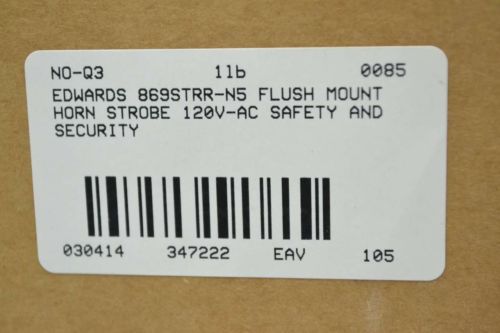 NO-Q3 1lb 0085
EDWARDS 869STRR-N5 FLUSH MOUNT
HORN STROBE 120V-AC SAFETY AND
SECURITY
030414 347222 EAV 105